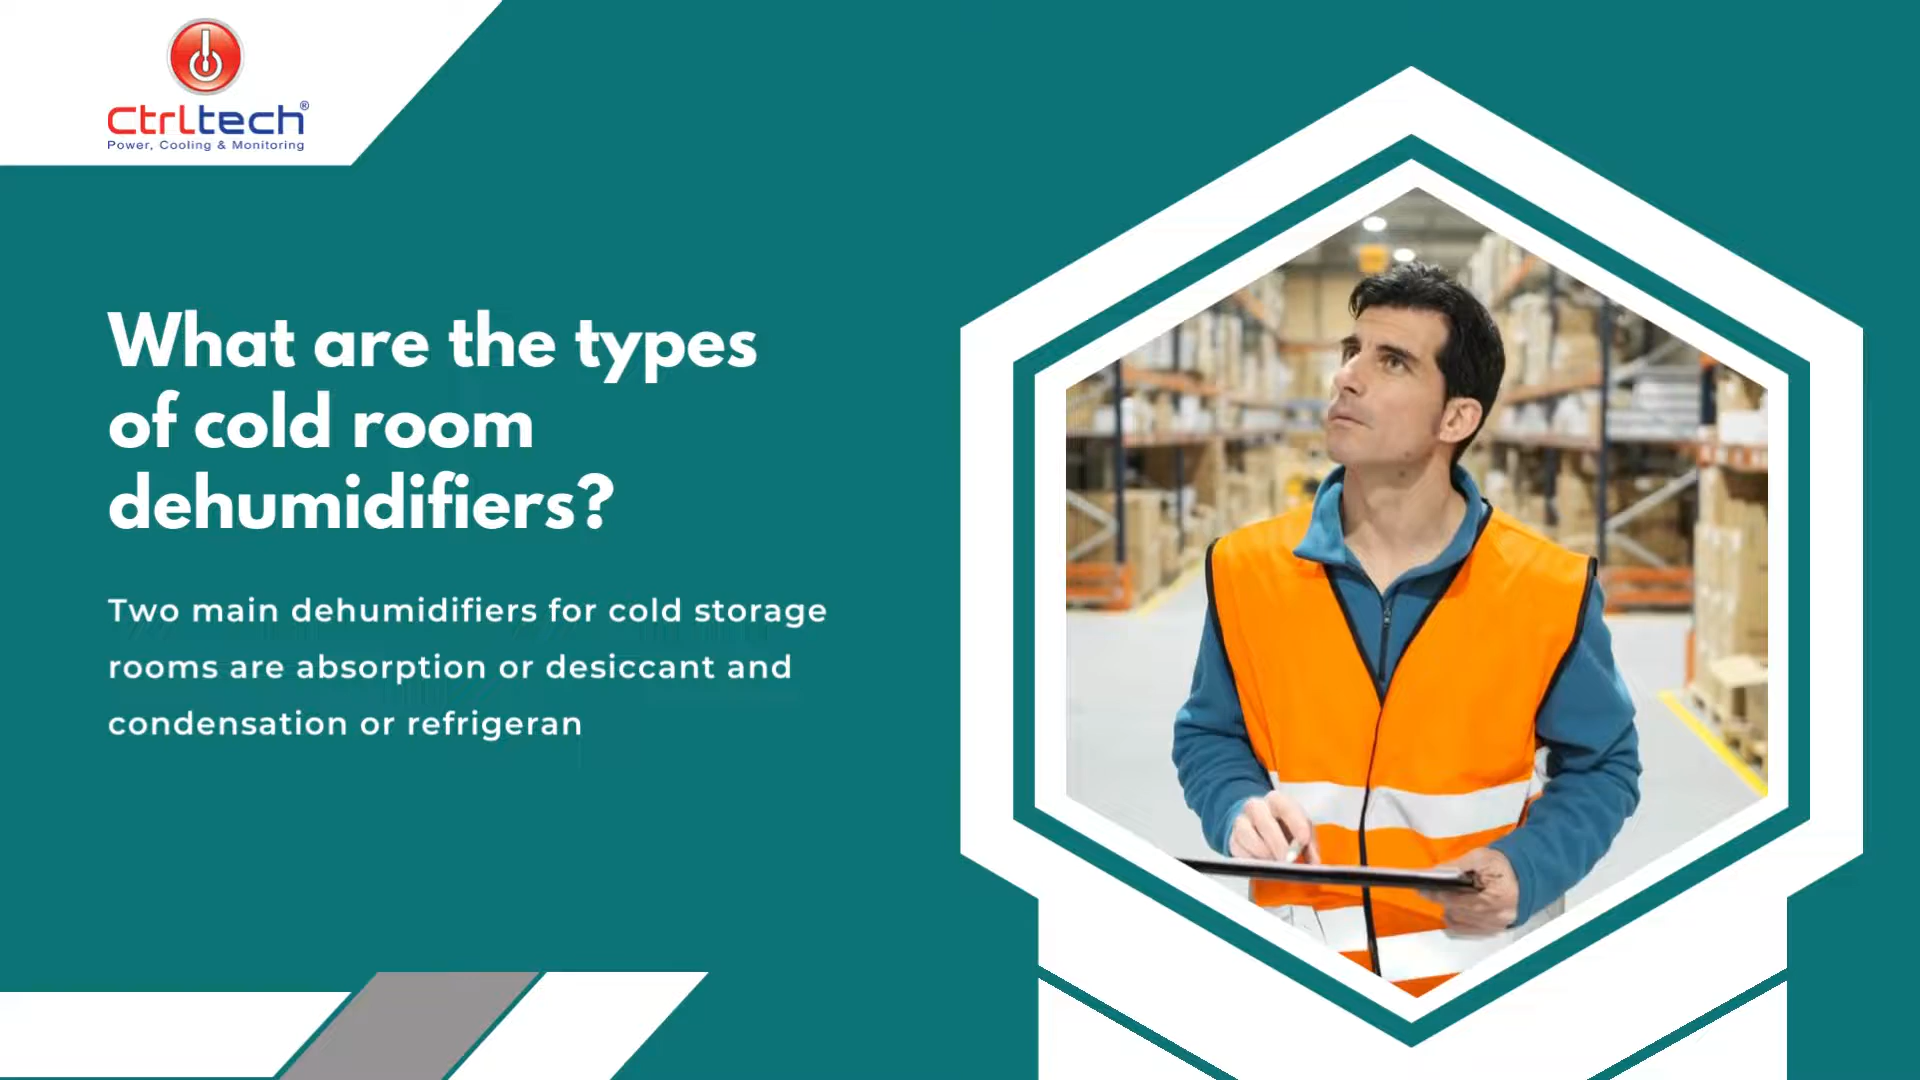 Ctrltech®
Power, Cooling & Monitoring
What are the types
of cold room
dehumidifiers?
Two main dehumidifiers for cold storage
rooms are absorption or desiccant and
condensation or refrigeran